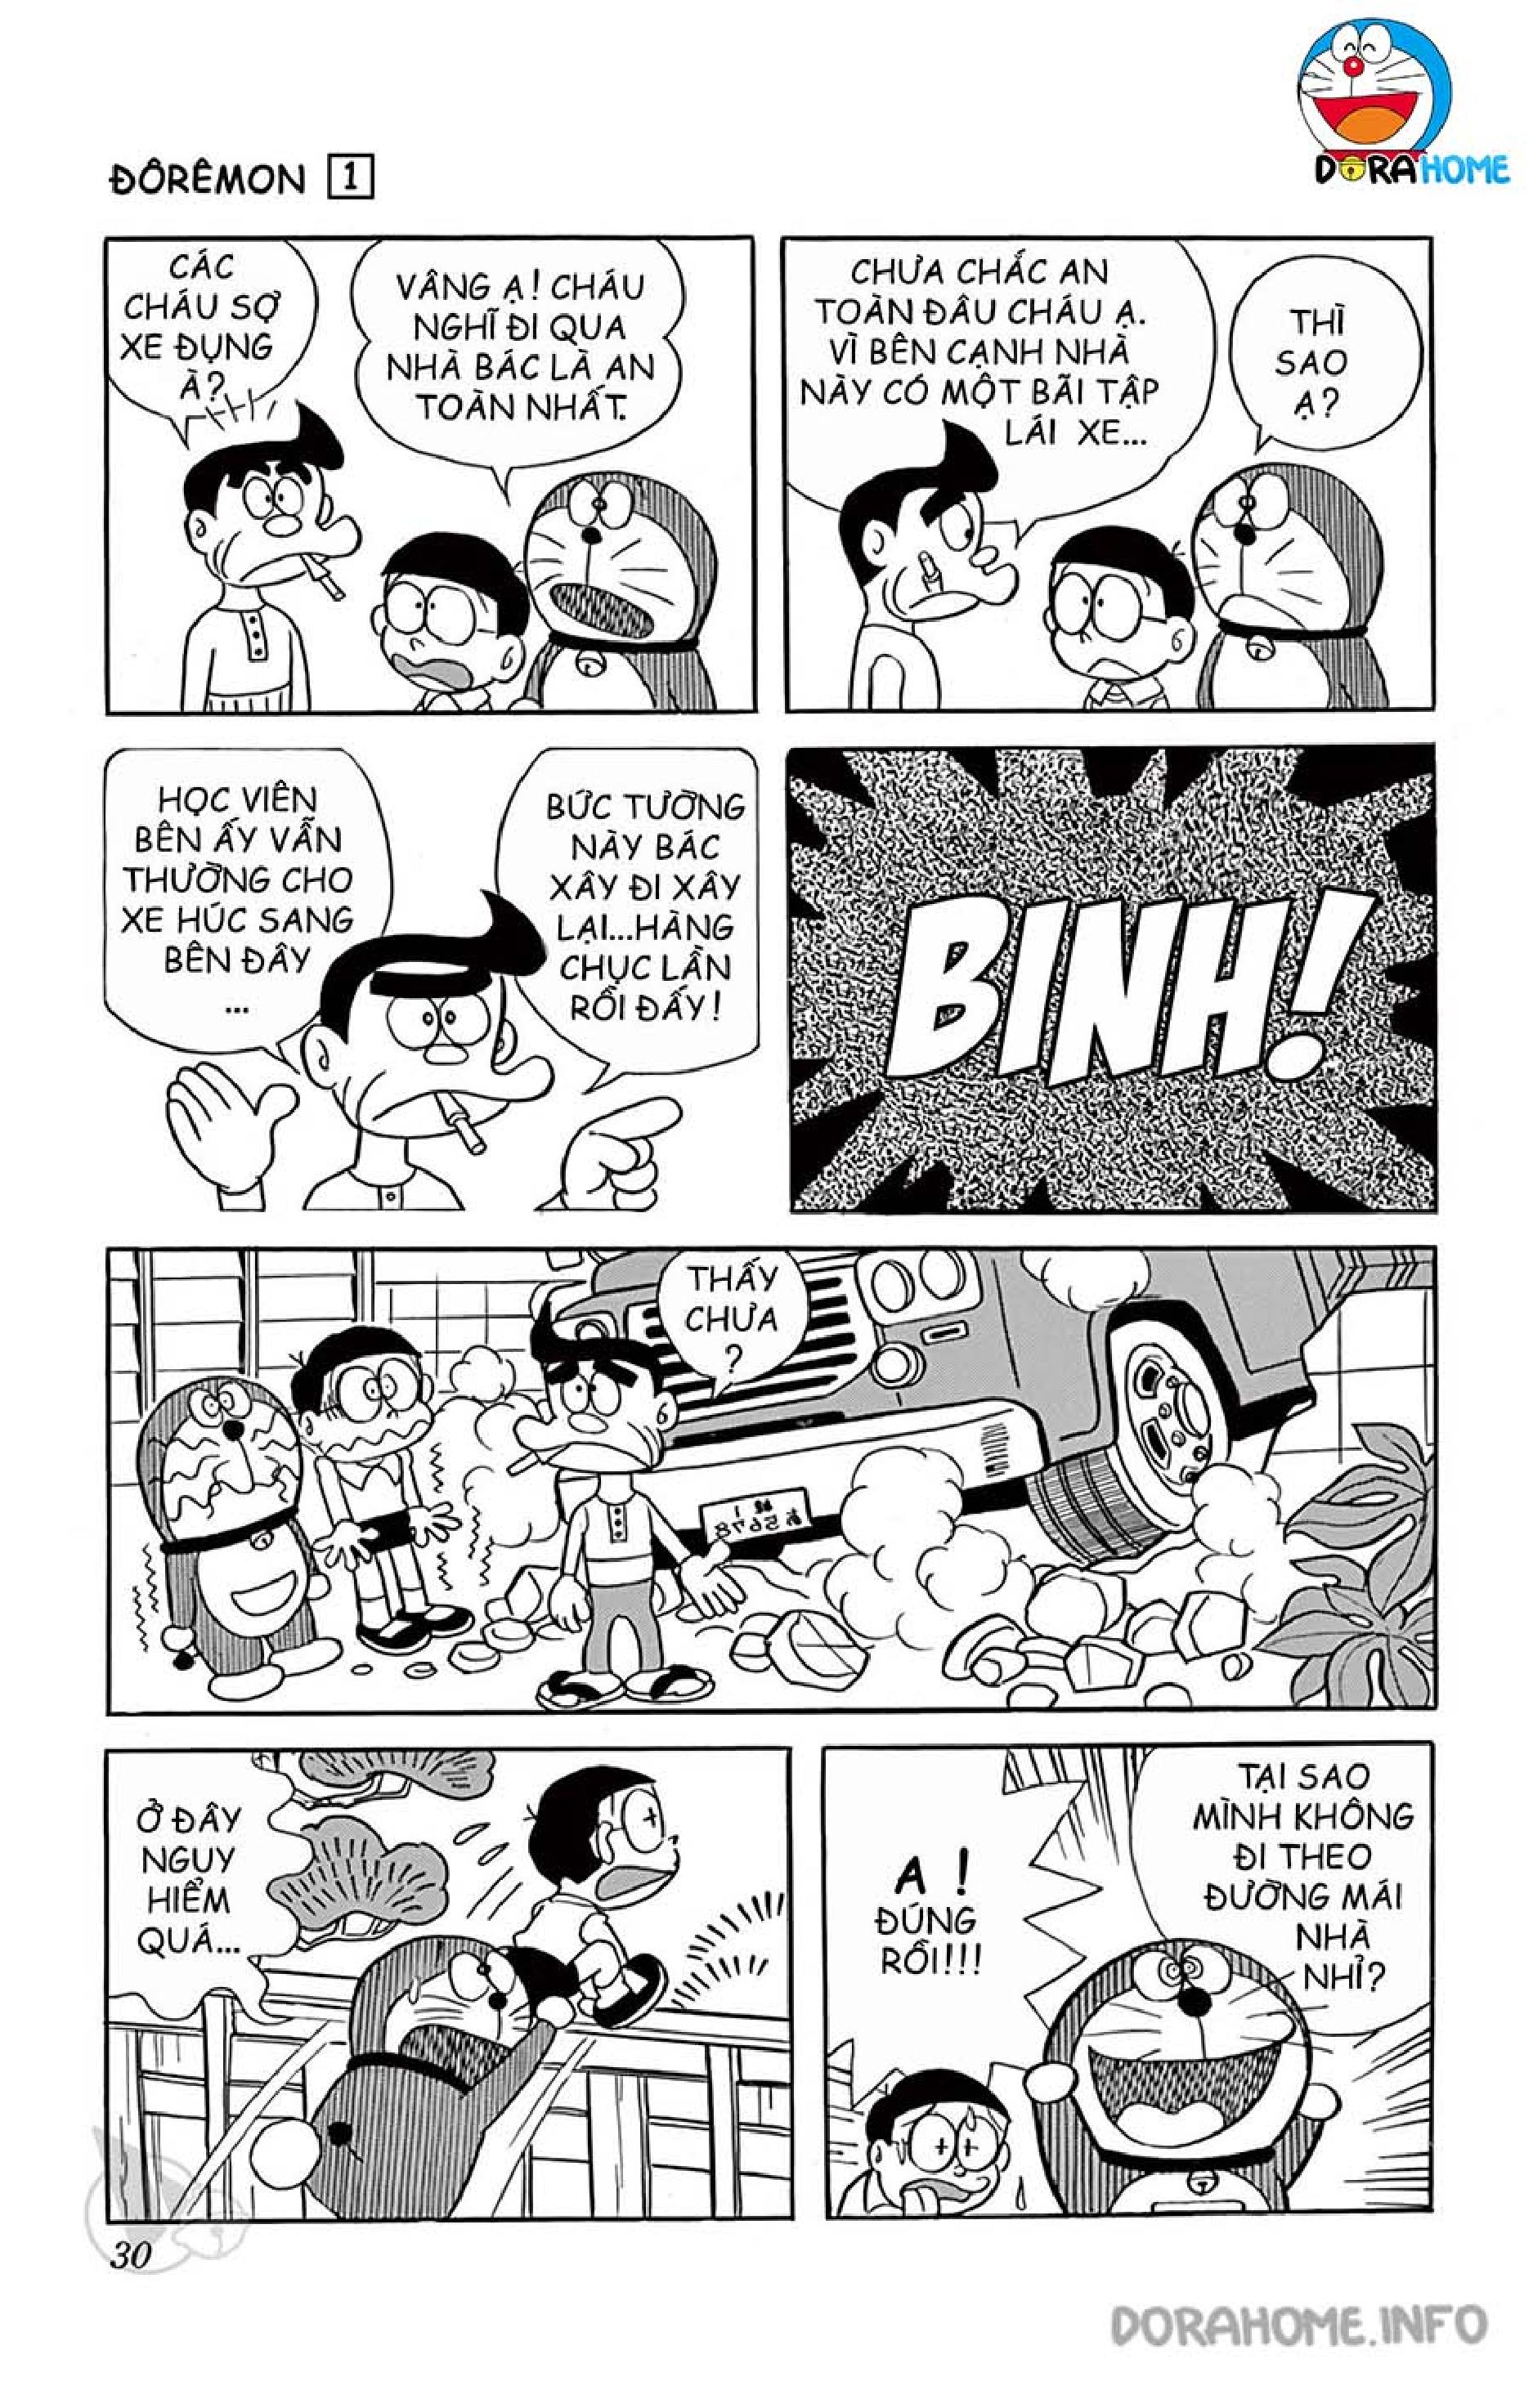 DORAHOME
ĐÔRÊMON 1
CÁC
CHÁU SỢ
XE ĐỤNG
À?
VÂNG Ạ! CHÁU
NGHĨ ĐI QUA
NHÀ BÁC LÀ AN
TOÀN NHẤT.
CHƯA CHẮC AN
TOÀN ĐÂU CHÁU Ạ.
VÌ BÊN CẠNH NHÀ
NÀY CÓ MỘT BÃI TẬP
LÁI XE...
THÌ
SAO
Ạ?
HỌC VIÊN
BÊN ẤY VẪN
THƯỜNG CHO
XE HÚC SANG
BÊN ĐÂY
...
BỨC TƯỜNG
NÀY BÁC
XÂY ĐI XÂY
LẠI...HÀNG
CHỤC LẦN
RỒI ĐẤY!
BINH!
THẤY
CHƯA
?
5678
Ở ĐÂY
NGUY
HIỂM
QUÁ...
A !
ĐÚNG
RỒI!!!
TẠI SAO
MÌNH KHÔNG
ĐI THEO
ĐƯỜNG MÁI
NHÀ
NHỈ?
30
DORAHOME.INFO